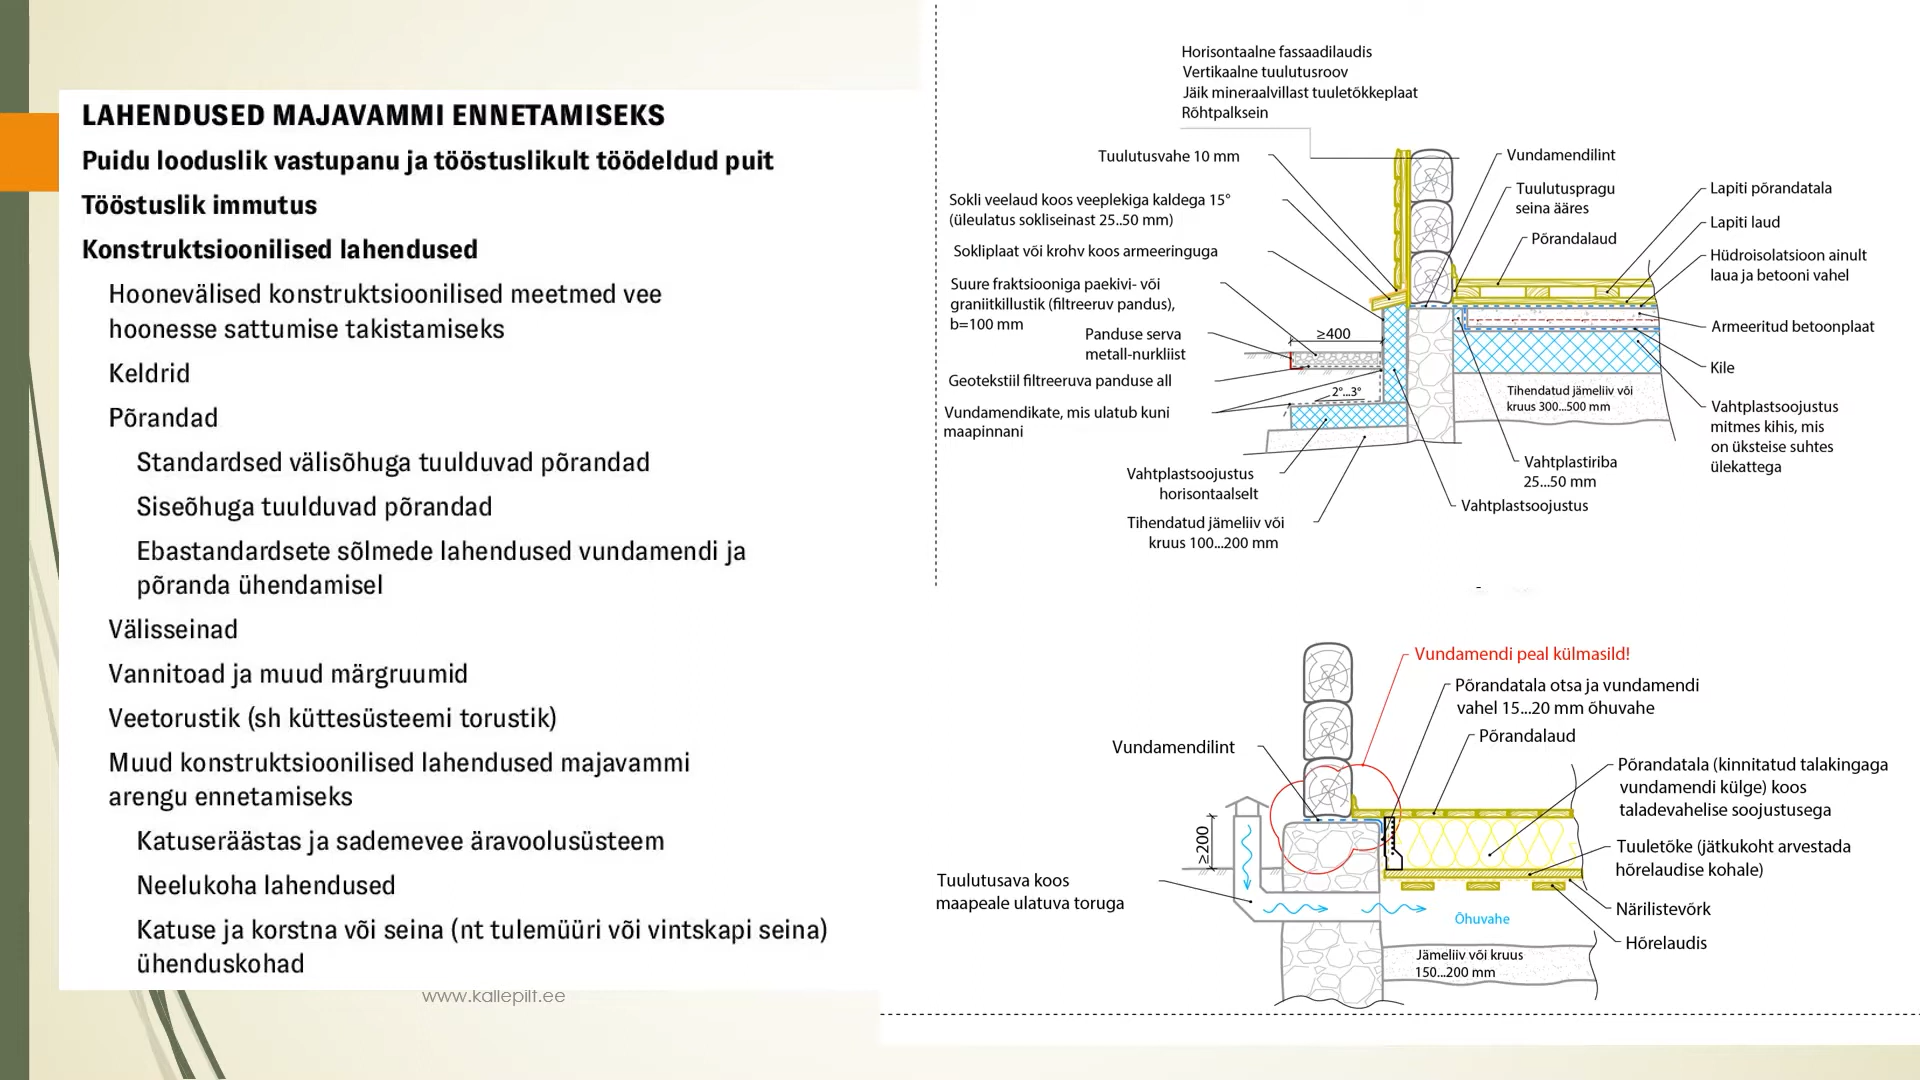 LAHENDUSED MAJAVAMMI ENNETAMISEKS
Puidu looduslik vastupanu ja tööstuslikult töödeldud puit
Tööstuslik immutus
Konstruktsioonilised lahendused
Hoonevälised konstruktsioonilised meetmed vee
hoonesse sattumise takistamiseks
Keldrid
Põrandad
Standardsed välisõhuga tuulduvad põrandad
Siseõhuga tuulduvad põrandad
Ebastandardsete sõlmede lahendused vundamendi ja
põranda ühendamisel
Välisseinad
Vannitoad ja muud märgruumid
Veetorustik (sh küttesüsteemi torustik)
Muud konstruktsioonilised lahendused majavammi
arengu ennetamiseks
Katuseräästas ja sademevee äravoolusüsteem
Neelukoha lahendused
Katuse ja korstna või seina (nt tulemüüri või vintskapi seina)
ühenduskohad
www.kallepilt.ee
Horisontaalne fassaadilaudis
Vertikaalne tuulutusroov
Jäik mineraalvillast tuuletõkkeplaat
Rõhtpalksein
Tuulutusvahe 10 mm
Sokli veelaud koos veeplekiga kaldega 15°
(üleulatus sokliseinast 25..50 mm)
Sokliplaat või krohv koos armeeringuga
Suure fraktsiooniga paekivi- või
graniitkillustik (filtreeruv pandus),
b=100 mm
Panduse serva
metall-nurkliist
Geotekstiil filtreeruva panduse all
Vundamendikate, mis ulatub kuni
maapinnani
Vahtplastsoojustus
horisontaalselt
Tihendatud jämeliiv või
kruus 100...200 mm
≥400
2°...3°
Vundamendilint
Tuulutuspragu
seina ääres
Põrandalaud
Lapiti põrandatala
Lapiti laud
Hüdroisolatsioon ainult
laua ja betooni vahel
Armeeritud betoonplaat
Kile
Tihendatud jämeliiv või
kruus 300...500 mm
Vahtplastsoojustus
mitmes kihis, mis
on üksteise suhtes
ülekattega
Vahtplastiriba
25...50 mm
Vahtplastsoojustus
Vundamendi peal külmasild!
Põrandatala otsa ja vundamendi
vahel 15...20 mm õhuvahe
Põrandalaud
Vundamendilint
Põrandatala (kinnitatud talakingaga
vundamendi külge) koos
taladevahelise soojustusega
≥200
Tuuletõke (jätkukoht arvestada
hõrelaudise kohale)
Tuulutusava koos
maapeale ulatuva toruga
Närilistevõrk
Õhuvahe
Hõrelaudis
Jämeliiv või kruus
150...200 mm